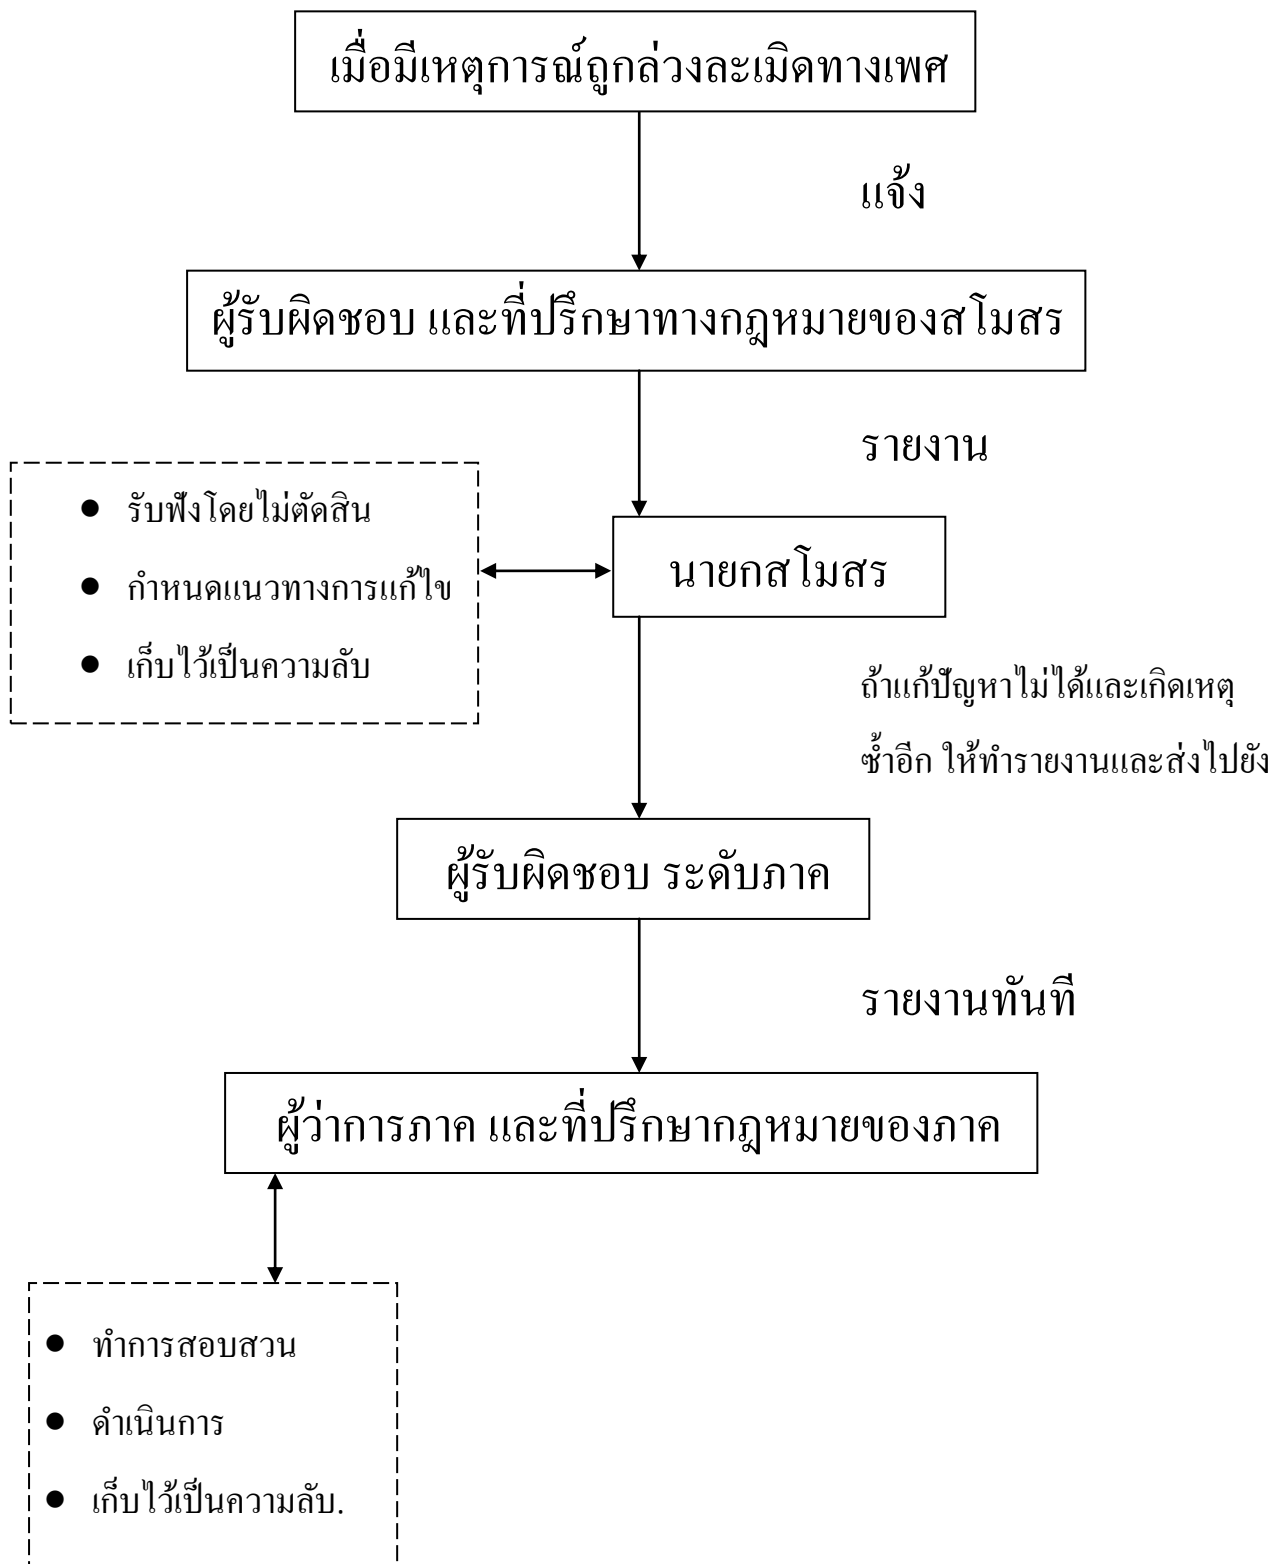 เมื่อมีเหตุการณ์ถูกล่วงละเมิดทางเพศ
แจ้ง
ผู้รับผิดชอบ และที่ปรึกษาทางกฎหมายของสโมสร
รายงาน
● รับฟังโดยไม่ตัดสิน
● กำหนดแนวทางการแก้ไข
● เก็บไว้เป็นความลับ
นายกสโมสร
ถ้าแก้ปัญหาไม่ได้และเกิดเหตุ
ซ้ำอีก ให้ทำรายงานและส่งไปยัง
ผู้รับผิดชอบ ระดับภาค
รายงานทันที
ผู้ว่าการภาค และที่ปรึกษากฎหมายของภาค
● ทำการสอบสวน
● ดำเนินการ
● เก็บไว้เป็นความลับ.